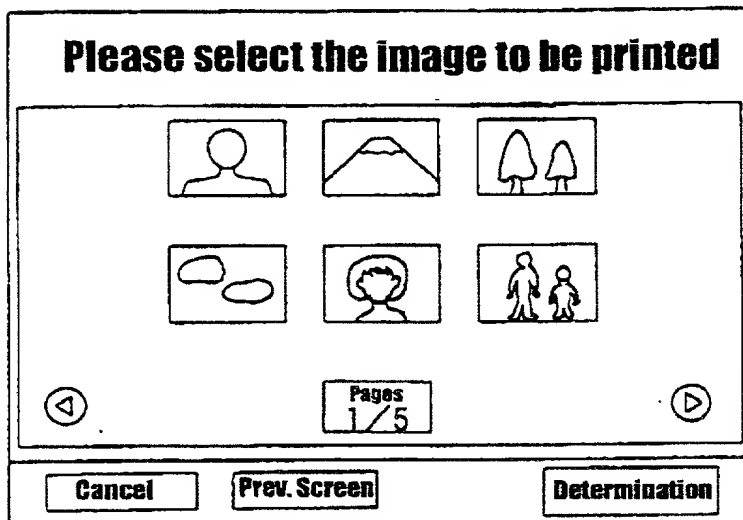 Please select the image to be printed
Pages
1/5
Cancel
Prev. Screen
Determination